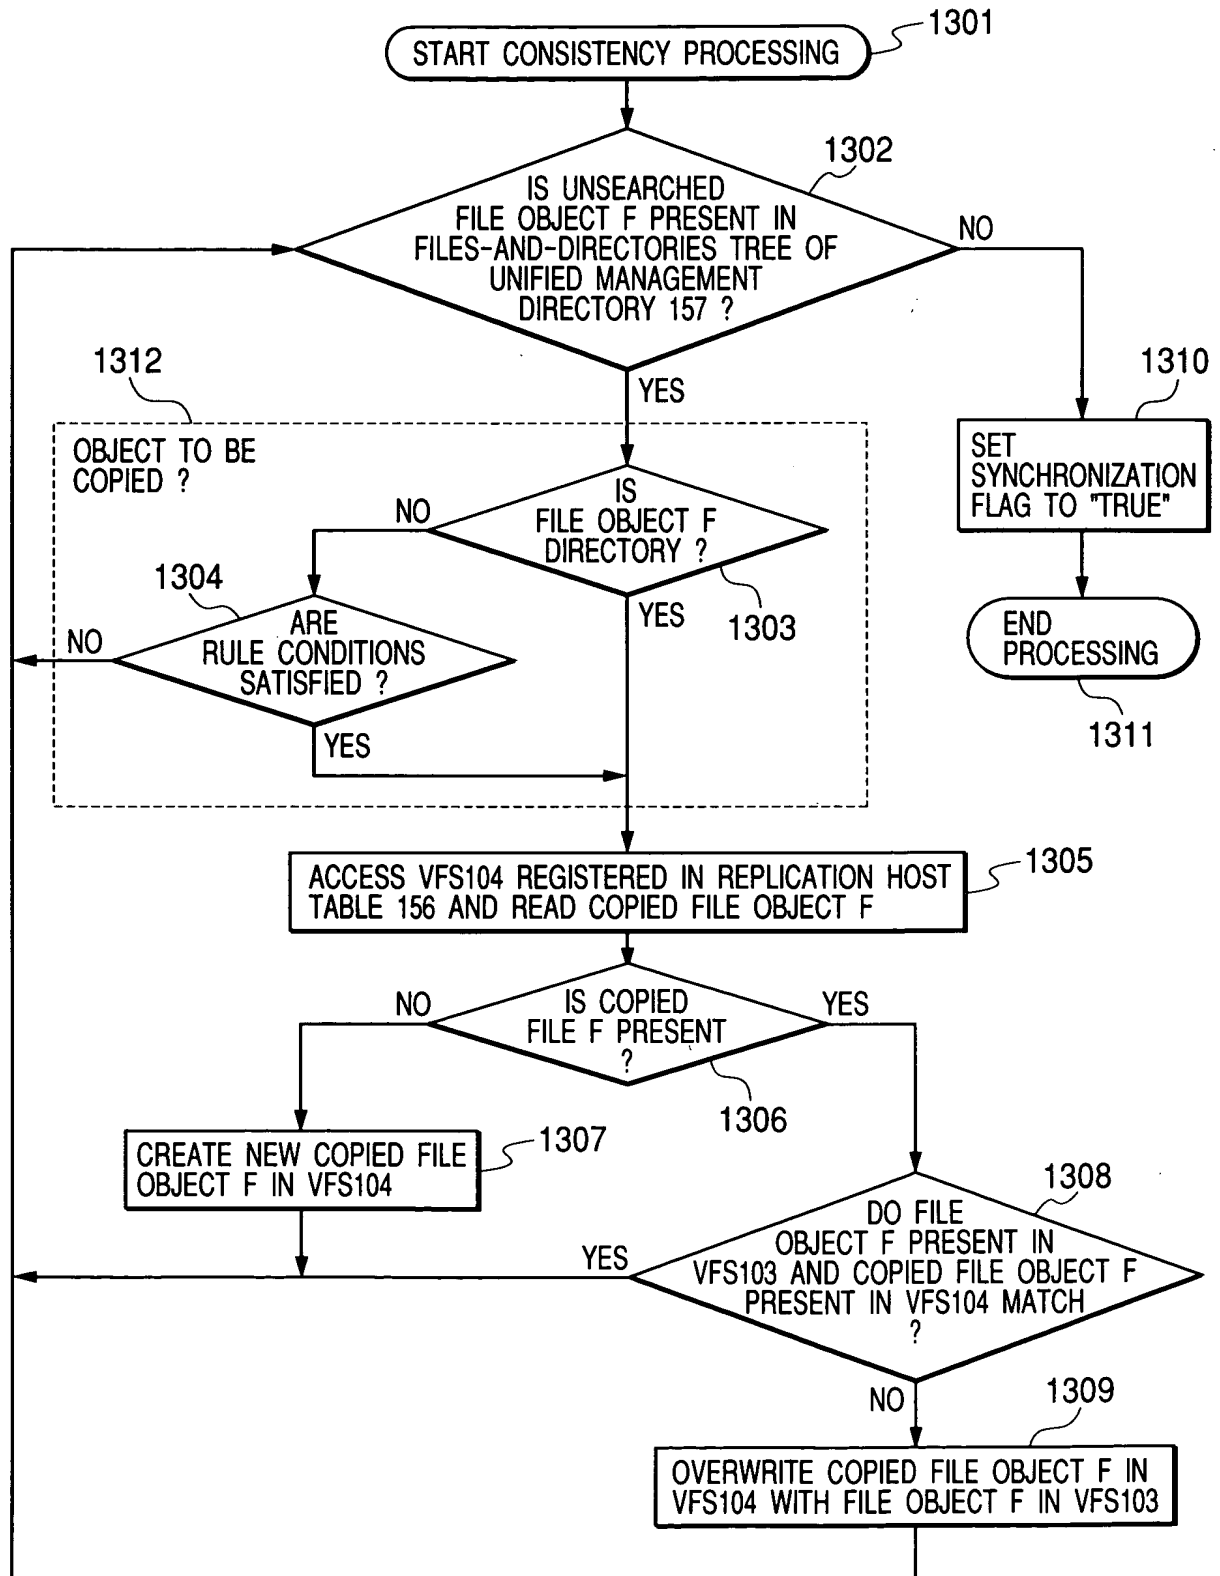 1301
START CONSISTENCY PROCESSING
1302
IS UNSEARCHED
FILE OBJECT F PRESENT IN
FILES-AND-DIRECTORIES TREE OF
UNIFIED MANAGEMENT
DIRECTORY 157 ?
NO
YES
1310
SET
SYNCHRONIZATION
FLAG TO "TRUE"
END
PROCESSING
1311
1312
OBJECT TO BE
COPIED ?
IS
FILE OBJECT F
DIRECTORY ?
NO
YES
1303
1304
ARE
RULE CONDITIONS
SATISFIED ?
NO
YES
1305
ACCESS VFS104 REGISTERED IN REPLICATION HOST
TABLE 156 AND READ COPIED FILE OBJECT F
IS COPIED
FILE F PRESENT
?
NO
YES
1306
1307
CREATE NEW COPIED FILE
OBJECT F IN VFS104
1308
DO FILE
OBJECT F PRESENT IN
VFS103 AND COPIED FILE OBJECT F
PRESENT IN VFS104 MATCH
?
YES
NO
1309
OVERWRITE COPIED FILE OBJECT F IN
VFS104 WITH FILE OBJECT F IN VFS103